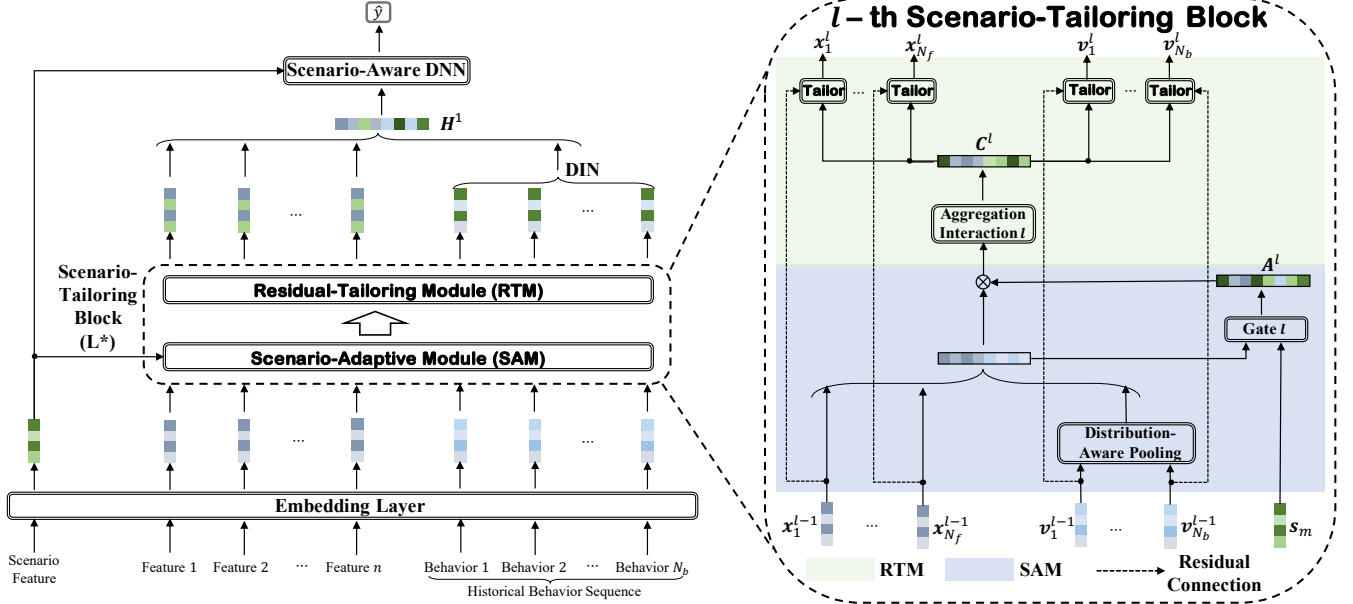 ŷ
Scenario-Aware DNN
H¹
DIN
...
...
Scenario-
Tailoring
Block
(L*)
Residual-Tailoring Module (RTM)
Scenario-Adaptive Module (SAM)
...
...
Embedding Layer
Scenario
Feature
Feature 1
Feature 2
...
Feature n
Behavior 1
Behavior 2
...
Behavior N_b
Historical Behavior Sequence
l – th Scenario-Tailoring Block
x_1^l
x_{N_f}^l
v_1^l
v_{N_b}^l
Tailor
...
Tailor
Tailor
...
Tailor
C^l
Aggregation
Interaction l
A^l
⊗
Gate l
Distribution-
Aware Pooling
x_1^{l-1}
...
x_{N_f}^{l-1}
v_1^{l-1}
...
v_{N_b}^{l-1}
s_m
RTM
SAM
Residual
Connection